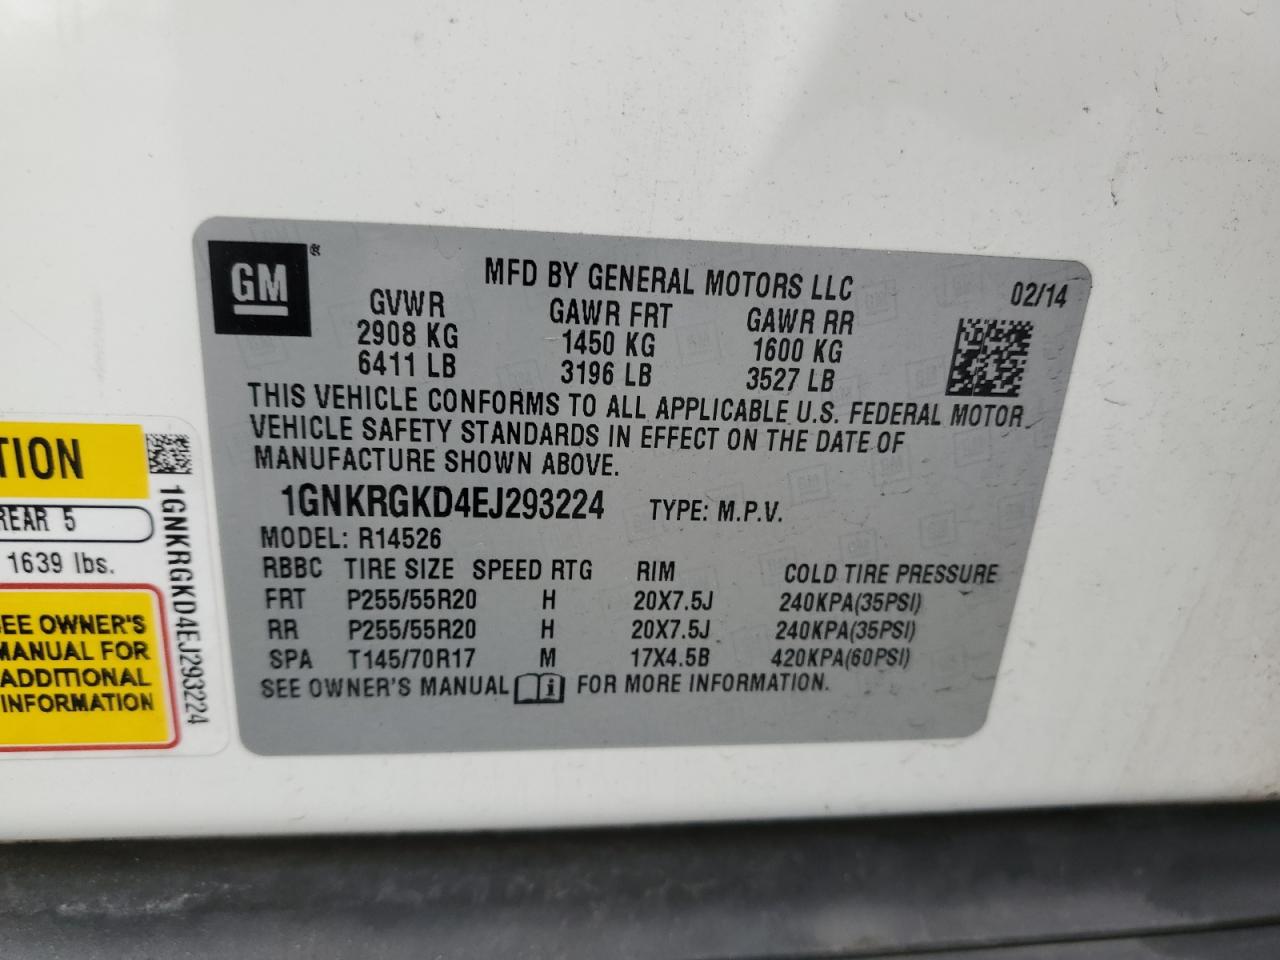 GM
®
MFD BY GENERAL MOTORS LLC
02/14
GVWR GAWR FRT GAWR RR
2908 KG 1450 KG 1600 KG
6411 LB 3196 LB 3527 LB
THIS VEHICLE CONFORMS TO ALL APPLICABLE U.S. FEDERAL MOTOR
VEHICLE SAFETY STANDARDS IN EFFECT ON THE DATE OF
MANUFACTURE SHOWN ABOVE.
1GNKRGKD4EJ293224 TYPE: M.P.V.
MODEL: R14526
RBBC TIRE SIZE SPEED RTG RIM COLD TIRE PRESSURE
FRT P255/55R20 H 20X7.5J 240KPA(35PSI)
RR P255/55R20 H 20X7.5J 240KPA(35PSI)
SPA T145/70R17 M 17X4.5B 420KPA(60PSI)
SEE OWNER'S MANUAL i FOR MORE INFORMATION.
TION
REAR 5
1639 lbs.
SEE OWNER'S
MANUAL FOR
ADDITIONAL
INFORMATION
1GNKRGKD4EJ293224